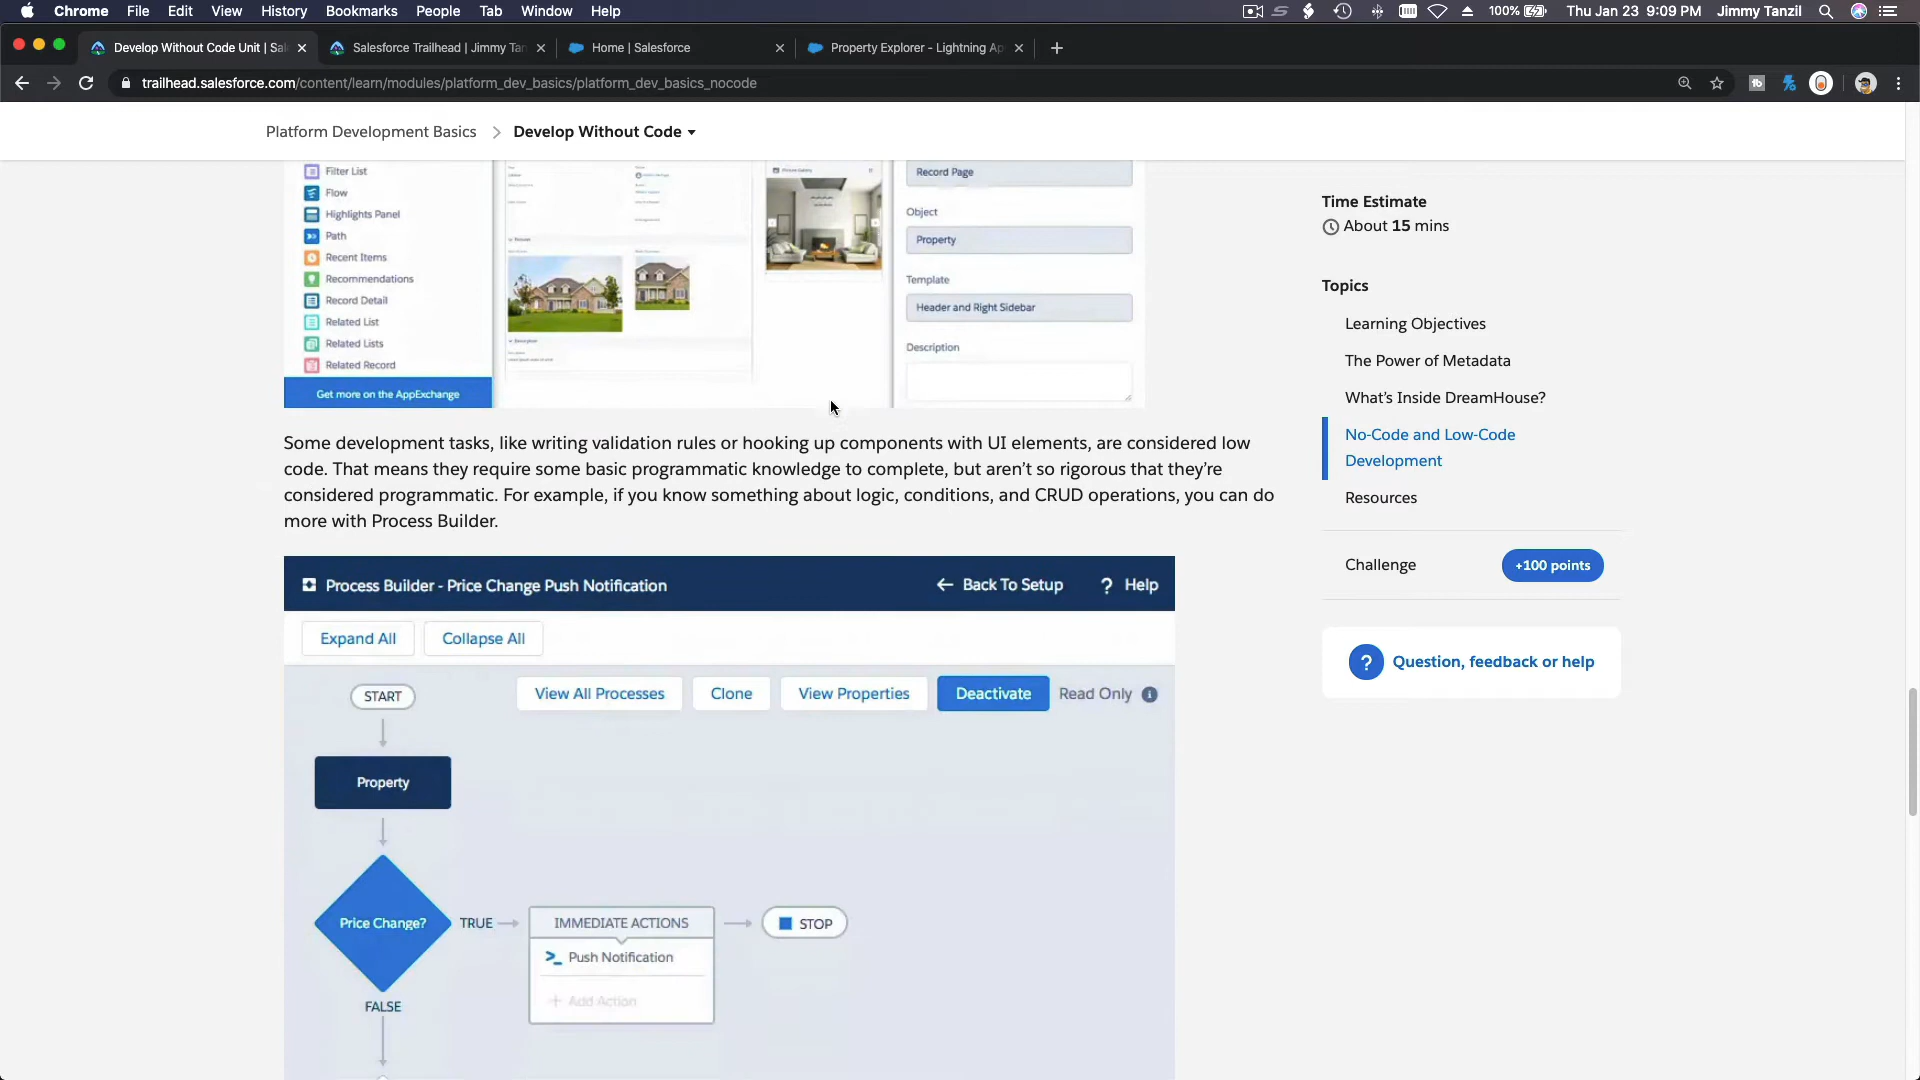 Chrome File Edit View History Bookmarks People Tab Window Help 100% Thu Jan 23 9:09 PM Jimmy Tanzil
Develop Without Code Unit | Sal Salesforce Trailhead | Jimmy Tan Home | Salesforce Property Explorer - Lightning Ap
trailhead.salesforce.com/content/learn/modules/platform_dev_basics/platform_dev_basics_nocode
Platform Development Basics > Develop Without Code
Filter List
Flow
Highlights Panel
Path
Recent Items
Recommendations
Record Detail
Related List
Related Lists
Related Record
Get more on the AppExchange
Record Page
Object
Property
Template
Header and Right Sidebar
Description
Some development tasks, like writing validation rules or hooking up components with UI elements, are considered low
code. That means they require some basic programmatic knowledge to complete, but aren't so rigorous that they're
considered programmatic. For example, if you know something about logic, conditions, and CRUD operations, you can do
more with Process Builder.
Process Builder - Price Change Push Notification Back To Setup ? Help
Expand All Collapse All
START View All Processes Clone View Properties Deactivate Read Only
Property
Price Change? TRUE IMMEDIATE ACTIONS STOP
Push Notification
+ Add Action
FALSE
Time Estimate
About 15 mins
Topics
Learning Objectives
The Power of Metadata
What's Inside DreamHouse?
No-Code and Low-Code
Development
Resources
Challenge +100 points
? Question, feedback or help